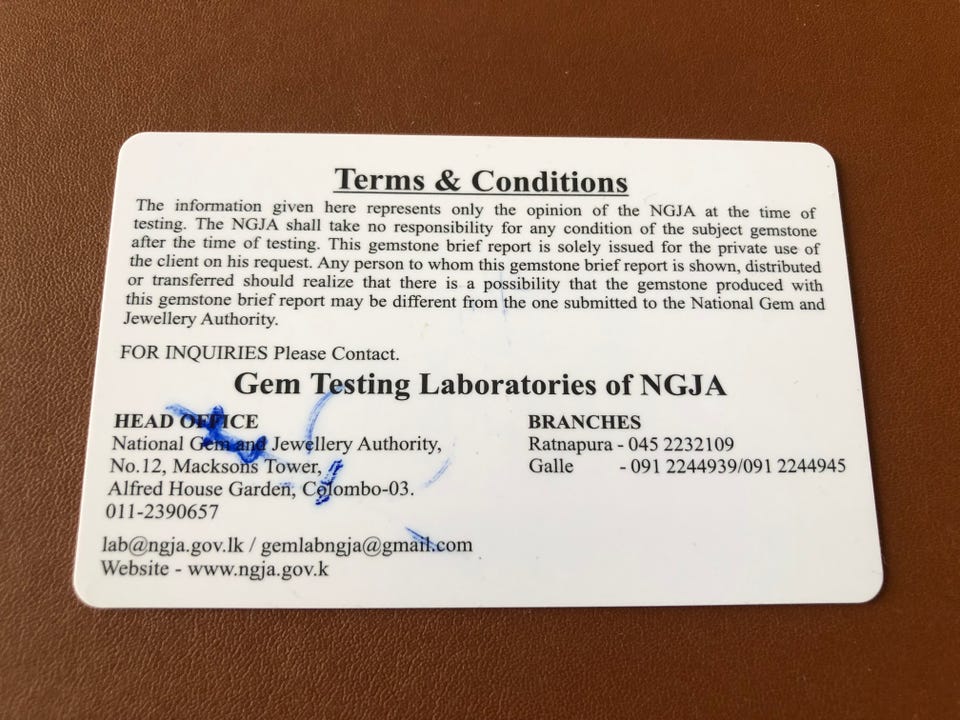 Terms & Conditions
The information given here represents only the opinion of the NGJA at the time of
testing. The NGJA shall take no responsibility for any condition of the subject gemstone
after the time of testing. This gemstone brief report is solely issued for the private use of
the client on his request. Any person to whom this gemstone brief report is shown, distributed
or transferred should realize that there is a possibility that the gemstone produced with
this gemstone brief report may be different from the one submitted to the National Gem and
Jewellery Authority.
FOR INQUIRIES Please Contact.
Gem Testing Laboratories of NGJA
HEAD OFFICE
National Gem and Jewellery Authority,
No.12, Macksons Tower,
Alfred House Garden, Colombo-03.
011-2390657
lab@ngja.gov.lk / gemlabngja@gmail.com
Website - www.ngja.gov.k
BRANCHES
Ratnapura - 045 2232109
Galle - 091 2244939/091 2244945